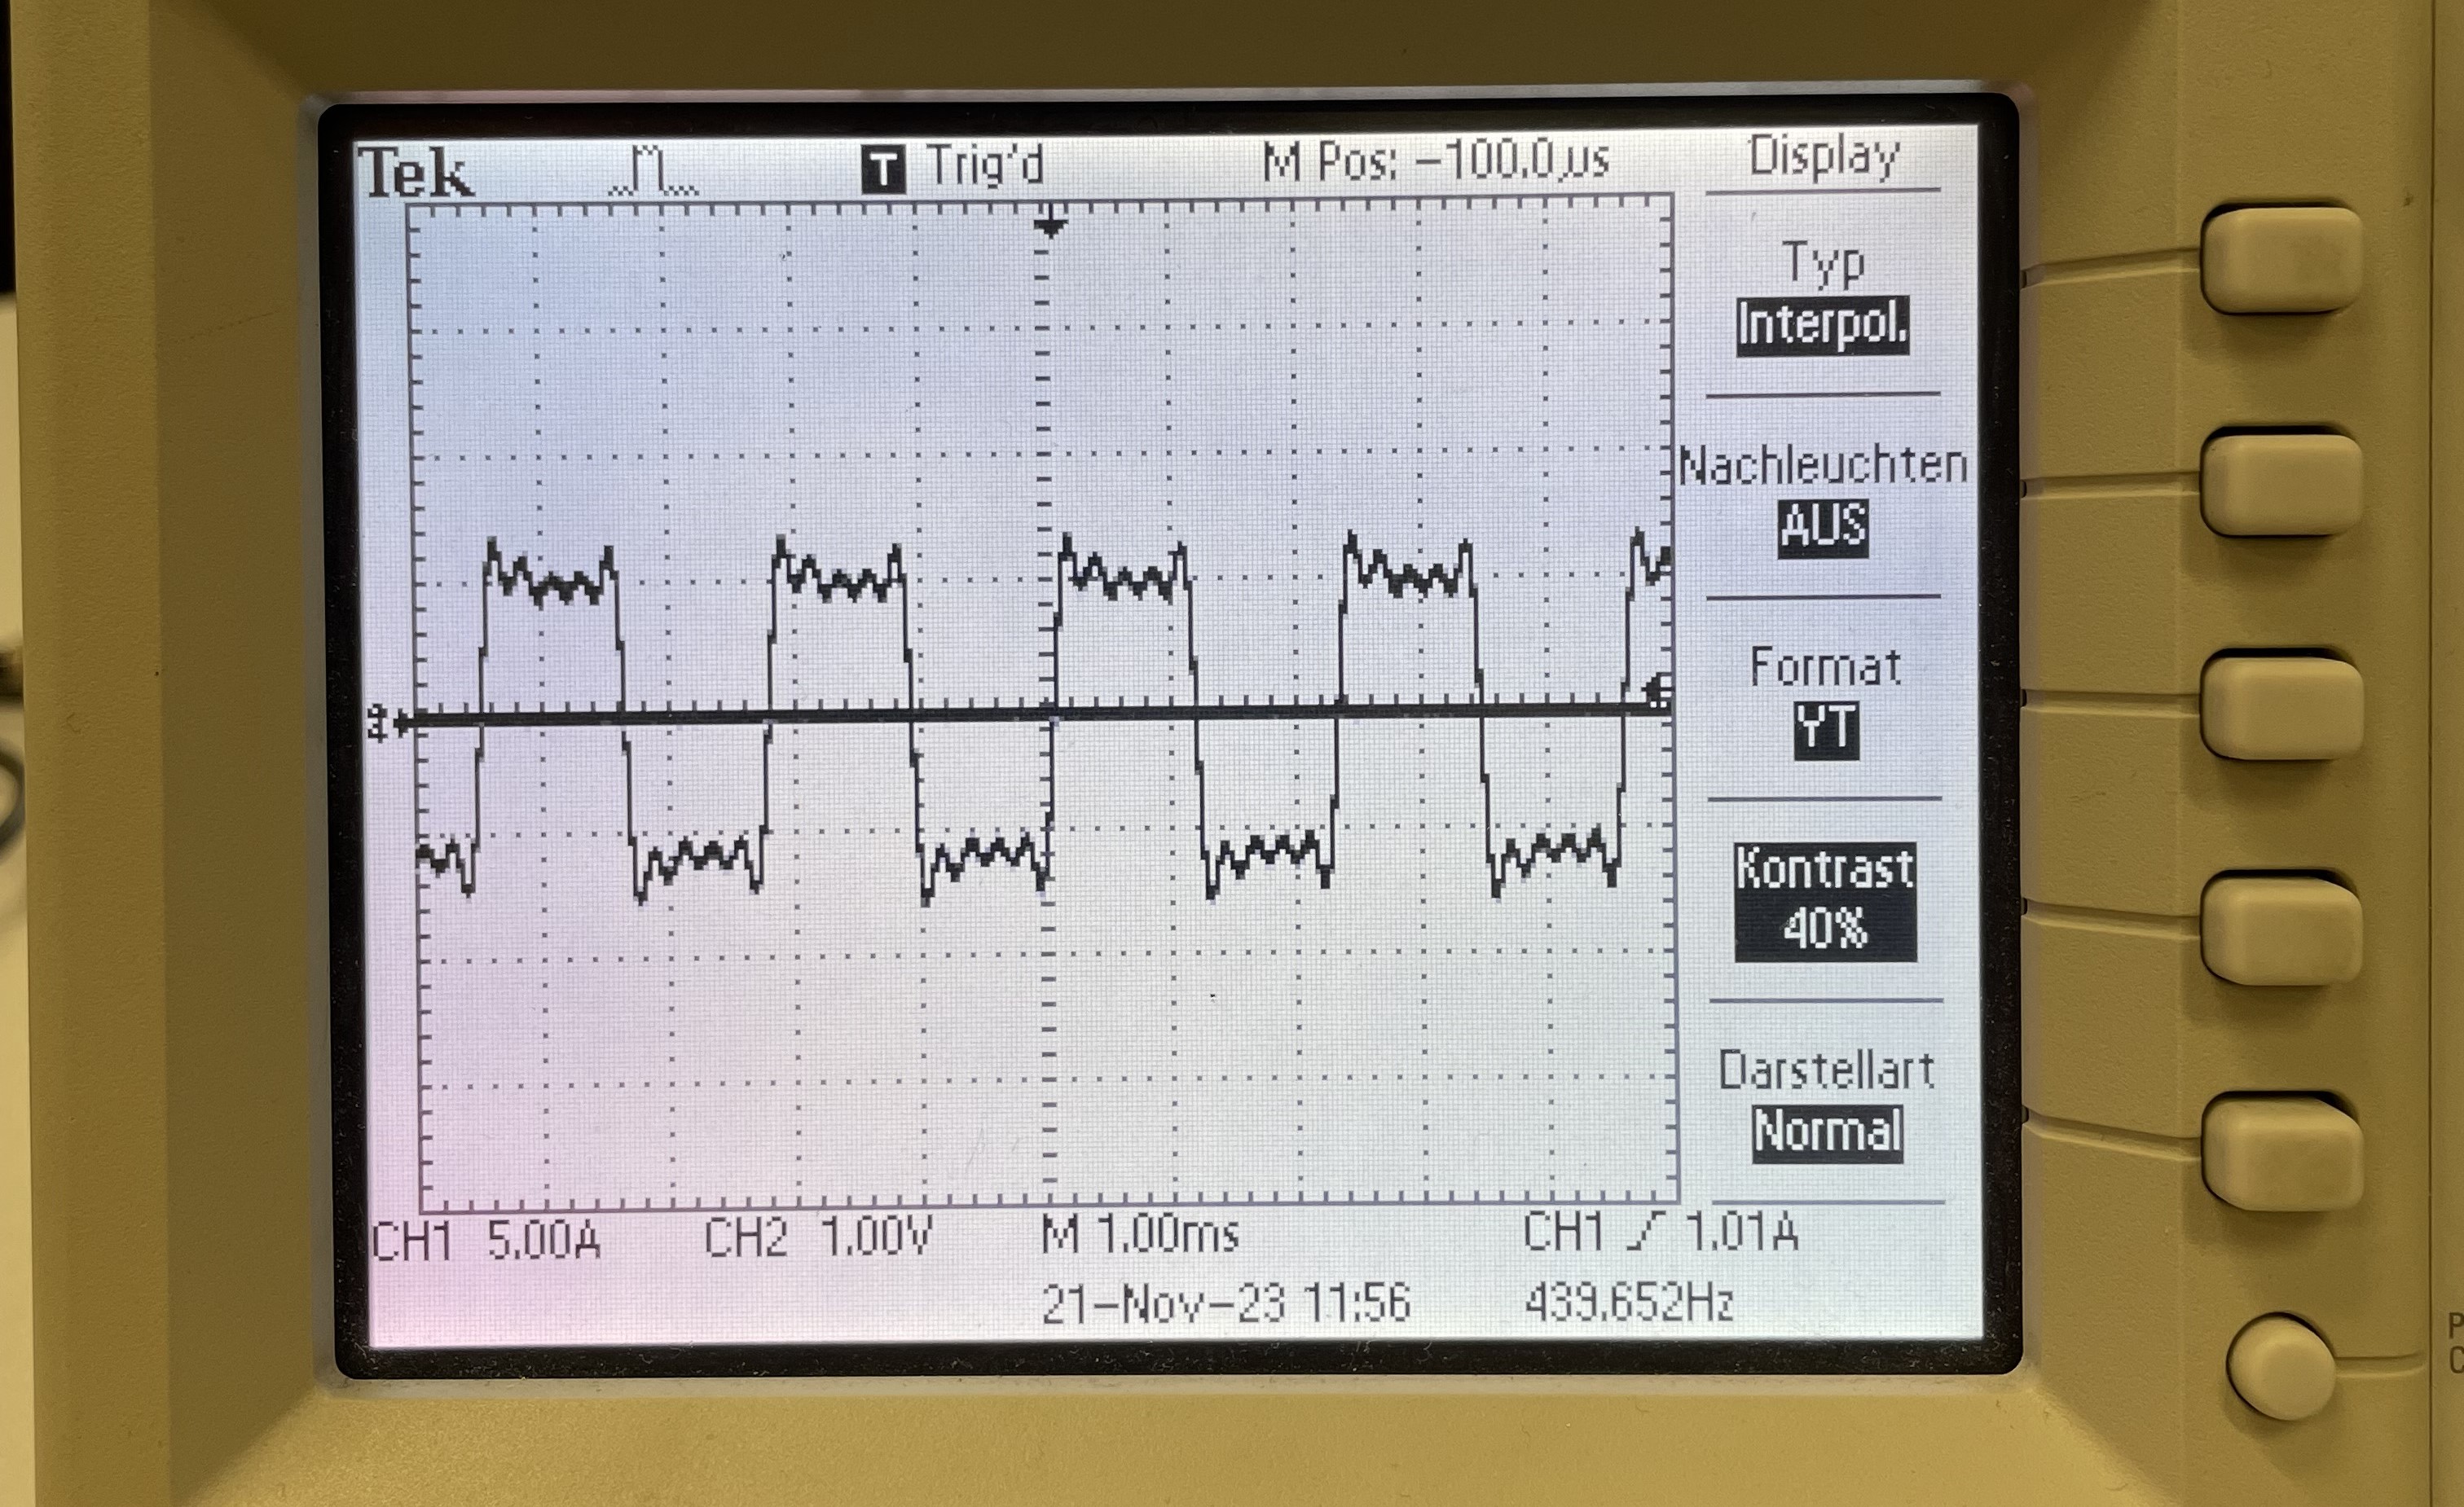 Tek T Trig'd M Pos: -100.0µs Display
Typ
Interpol.
Nachleuchten
AUS
Format
YT
Kontrast
40%
Darstellart
Normal
CH1 5.00A CH2 1.00V M 1.00ms CH1 1.01A
21-Nov-23 11:56 439.652Hz